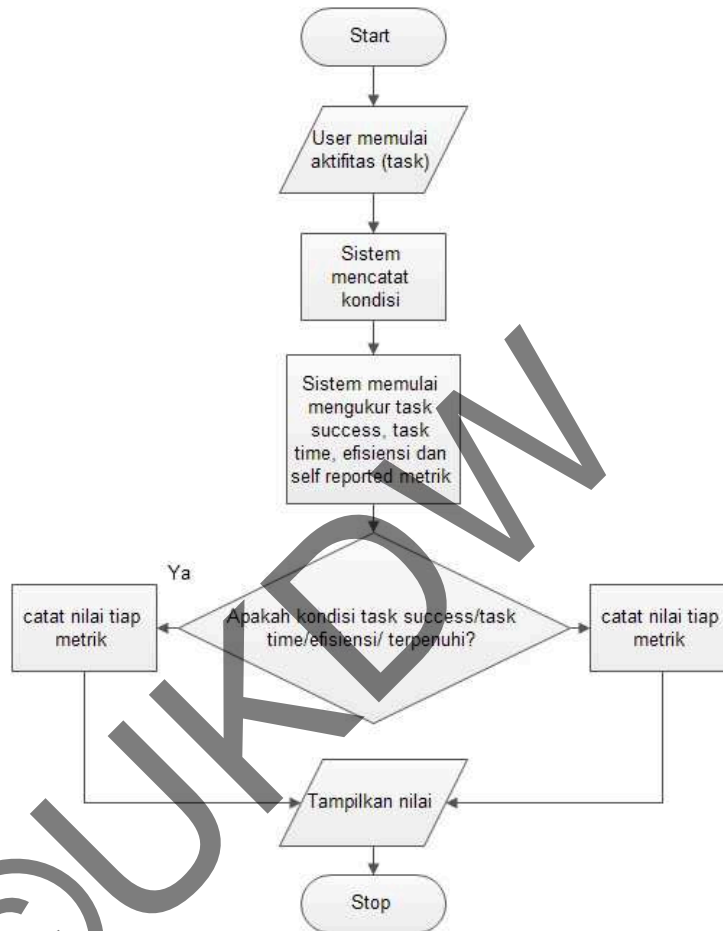 Start
User memulai
aktifitas (task)
Sistem
mencatat
kondisi
Sistem memulai
mengukur task
success, task
time, efisiensi dan
self reported metrik
Ya
catat nilai tiap
metrik
Apakah kondisi task success/task
time/efisiensi/ terpenuhi?
catat nilai tiap
metrik
Tampilkan nilai
Stop
©UKDW